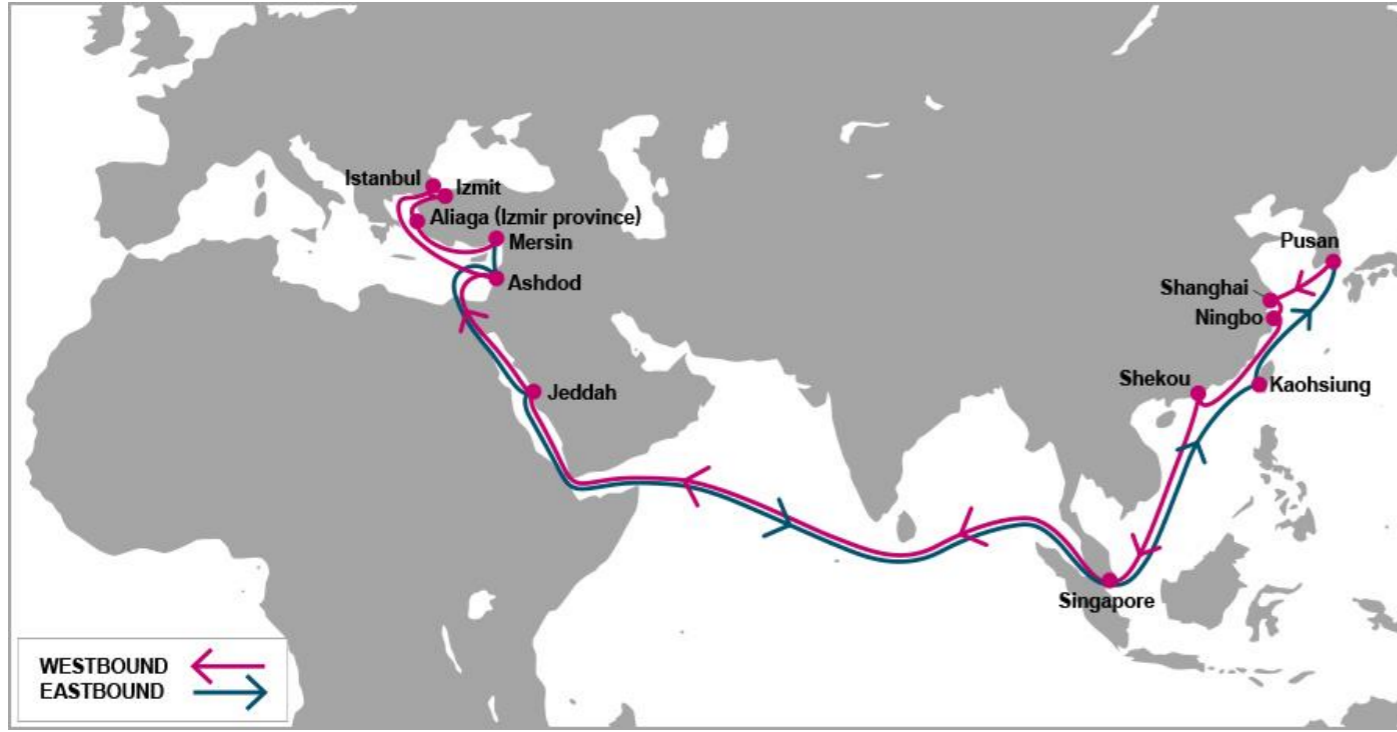 Istanbul
Izmit
Aliaga (Izmir province)
Mersin
Ashdod
Pusan
Shanghai
Ningbo
Shekou
Kaohsiung
Jeddah
Singapore
WESTBOUND
EASTBOUND